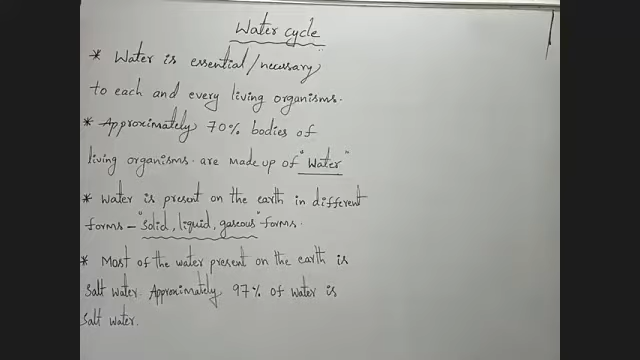 Water cycle
* Water is essential/necessary
to each and every living organisms.
* Approximately 70% bodies of
living organisms. are made up of "Water"
* Water is present on the earth in different
forms - "Solid, liquid, gaseous" forms.
* Most of the water present on the earth is
Salt water. Approximately 97% of water is
Salt water.